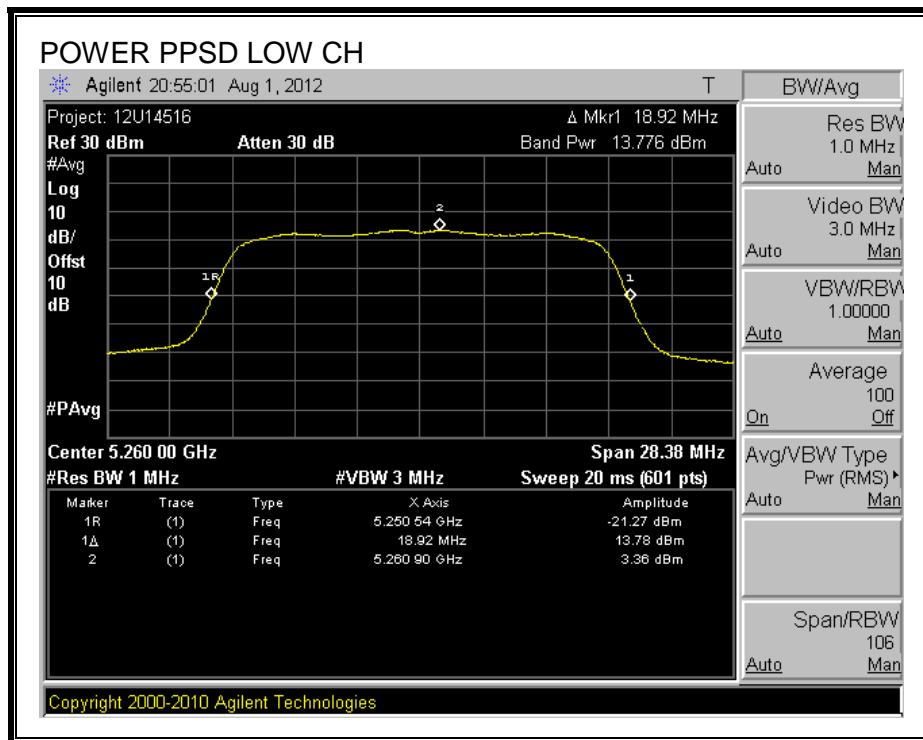 POWER PPSD LOW CH
Agilent 20:55:01 Aug 1, 2012 T
Project: 12U14516 Δ Mkr1 18.92 MHz
Ref 30 dBm Atten 30 dB Band Pwr 13.776 dBm
#Avg
Log
10
dB/
Offst
10
dB
#PAvg
2
1R
1
Center 5.260 00 GHz Span 28.38 MHz
#Res BW 1 MHz #VBW 3 MHz Sweep 20 ms (601 pts)
Marker Trace Type X Axis Amplitude
1R (1) Freq 5.250 54 GHz -21.27 dBm
1Δ (1) Freq 18.92 MHz 13.78 dBm
2 (1) Freq 5.260 90 GHz 3.36 dBm
Copyright 2000-2010 Agilent Technologies
BW/Avg
Res BW
1.0 MHz
Auto Man
Video BW
3.0 MHz
Auto Man
VBW/RBW
1.00000
Auto Man
Average
100
On Off
Avg/VBW Type
Pwr (RMS)
Auto Man
Span/RBW
106
Auto Man